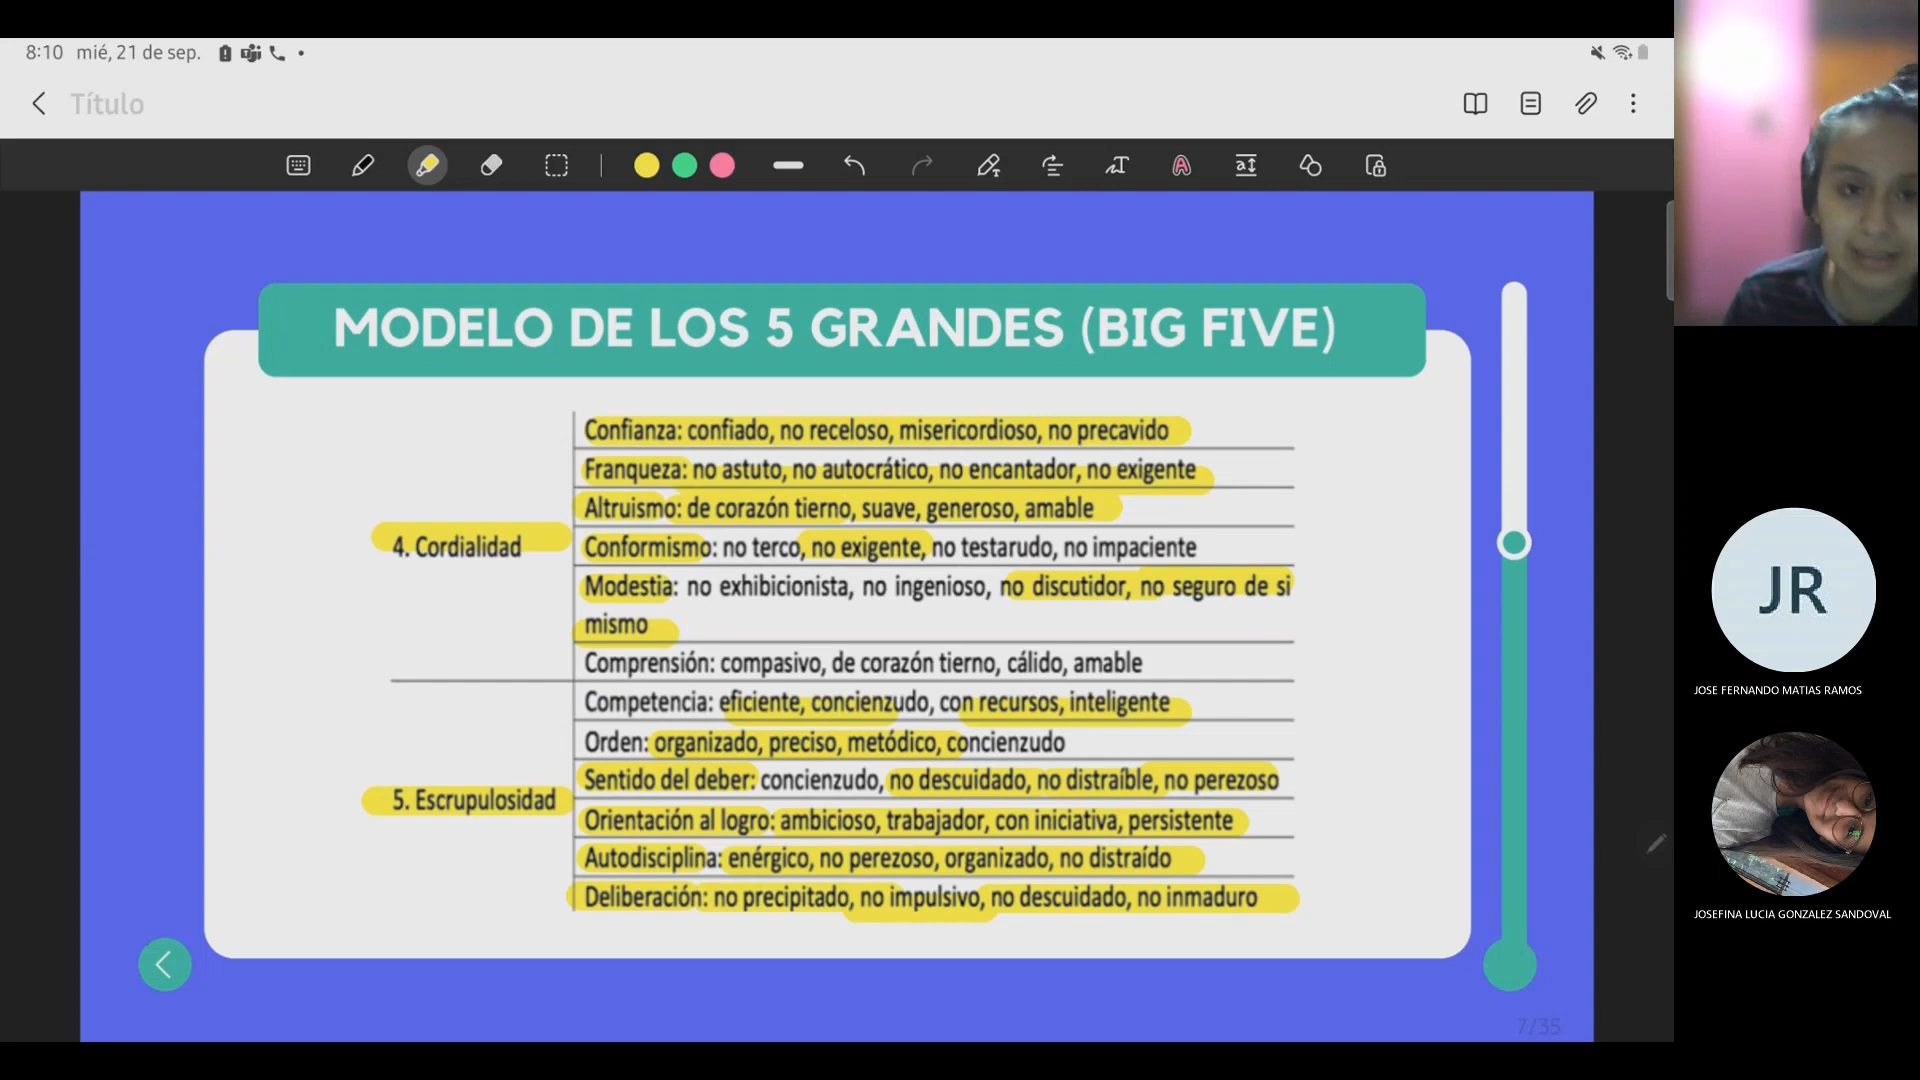 8:10 mié, 21 de sep.
Título
MODELO DE LOS 5 GRANDES (BIG FIVE)
4. Cordialidad
Confianza: confiado, no receloso, misericordioso, no precavido
Franqueza: no astuto, no autocrático, no encantador, no exigente
Altruismo: de corazón tierno, suave, generoso, amable
Conformismo: no terco, no exigente, no testarudo, no impaciente
Modestia: no exhibicionista, no ingenioso, no discutidor, no seguro de si
mismo
Comprensión: compasivo, de corazón tierno, cálido, amable
5. Escrupulosidad
Competencia: eficiente, concienzudo, con recursos, inteligente
Orden: organizado, preciso, metódico, concienzudo
Sentido del deber: concienzudo, no descuidado, no distraíble, no perezoso
Orientación al logro: ambicioso, trabajador, con iniciativa, persistente
Autodisciplina: enérgico, no perezoso, organizado, no distraído
Deliberación: no precipitado, no impulsivo, no descuidado, no inmaduro
7/35
JR
JOSE FERNANDO MATIAS RAMOS
JOSEFINA LUCIA GONZALEZ SANDOVAL